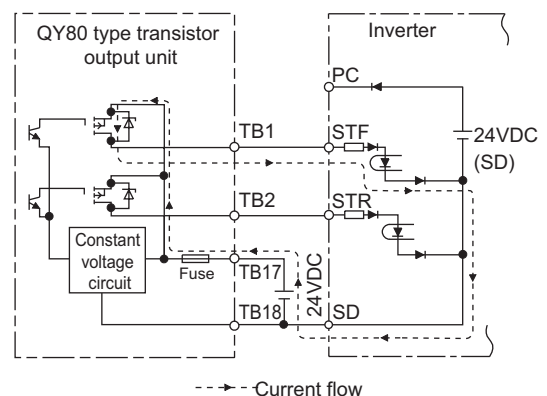 QY80 type transistor
output unit
Inverter
PC
TB1
STF
24VDC
(SD)
TB2
STR
Constant
voltage
circuit
Fuse
TB17
24VDC
TB18
SD
Current flow